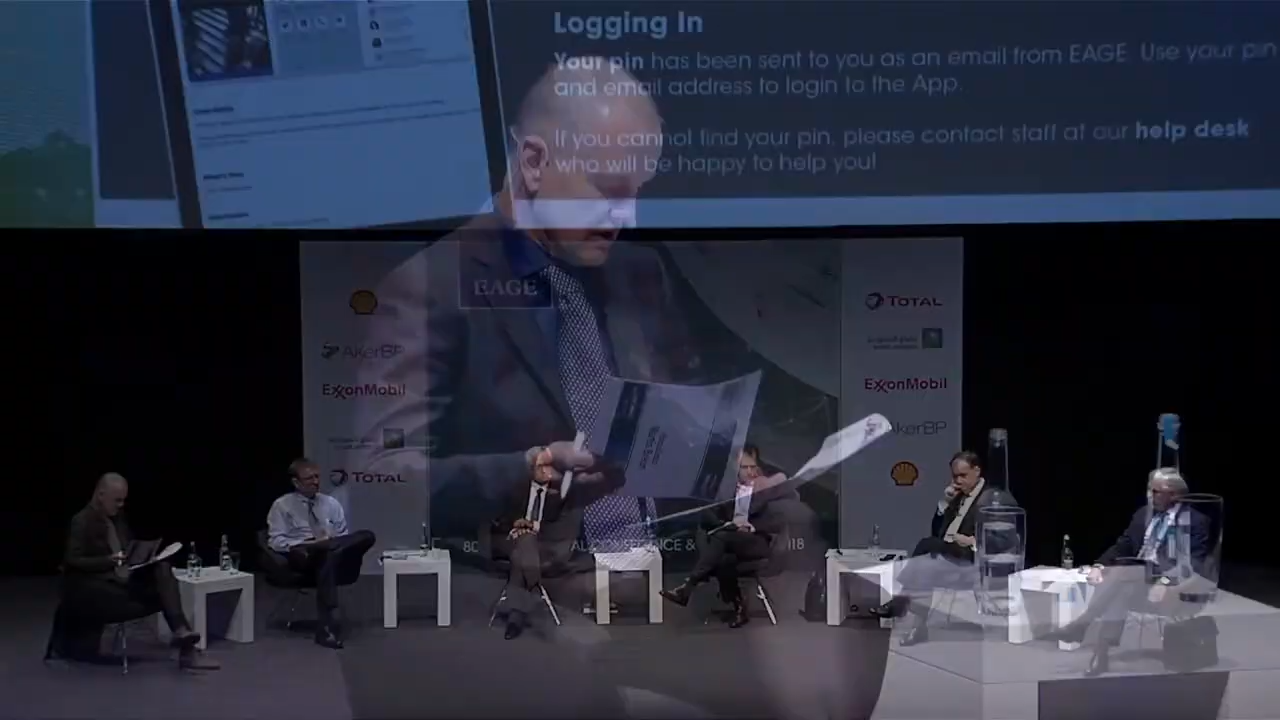 Logging In
Your pin has been sent to you as an email from EAGE. Use your pin
and email address to login to the App.
If you cannot find your pin, please contact staff at our help desk
who will be happy to help you!
EAGE
AkerBP
ExxonMobil
TOTAL
TOTAL
ExxonMobil
AkerBP